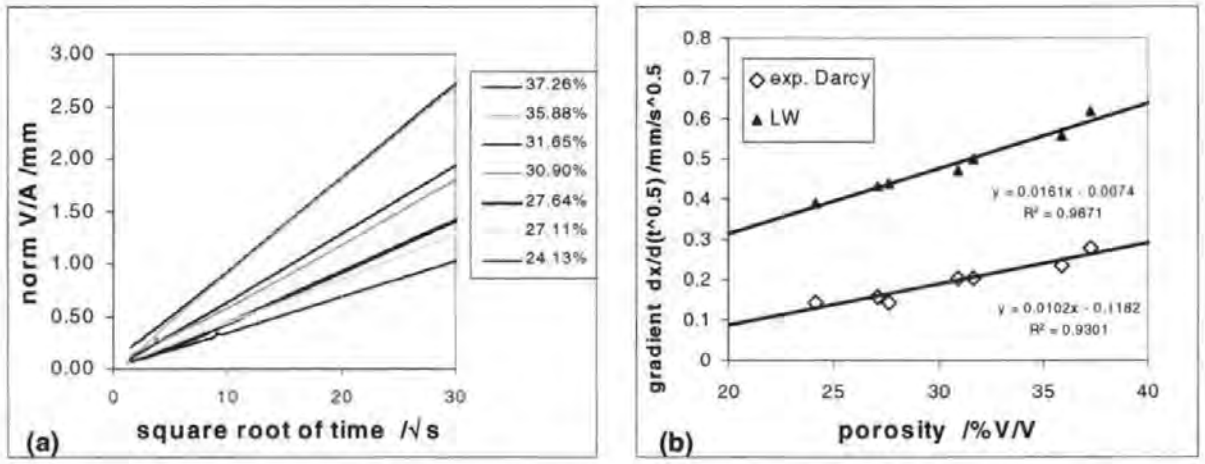 3.00
2.50
2.00
1.50
1.00
0.50
0.00
norm V/A /mm
0
10
20
30
square root of time /√s
37.26%
35.88%
31.65%
30.90%
27.64%
27.11%
24.13%
(a)
0.8
0.7
0.6
0.5
0.4
0.3
0.2
0.1
0
gradient dx/d(t^0.5) /mm/s^0.5
exp. Darcy
LW
y = 0.0161x - 0.0074
R² = 0.9871
y = 0.0102x - 0.1182
R² = 0.9301
20
25
30
35
40
porosity /%V/V
(b)